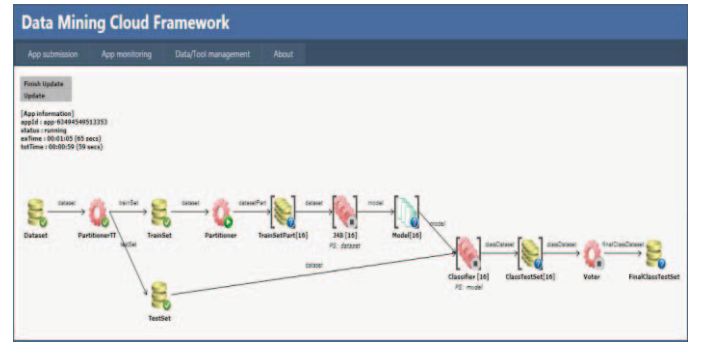 Data Mining Cloud Framework
App submission App monitoring Data/Tool management About
Finish Update
Update
[App information]
appId : app-63494549513353
status : running
exTime : 00:01:05 (65 secs)
totTime : 00:00:59 (59 secs)
dataset trainSet dataset datasetPart dataset model
Dataset PartitionerTT TrainSet Partitioner TrainSetPart[16] J48 [16] Model[16]
PS: dataset
testSet
model
dataset
classDataset classDataset finalClassDataset
Classifier [16] ClassTestSet[16] Voter FinalClassTestSet
PS: model
TestSet